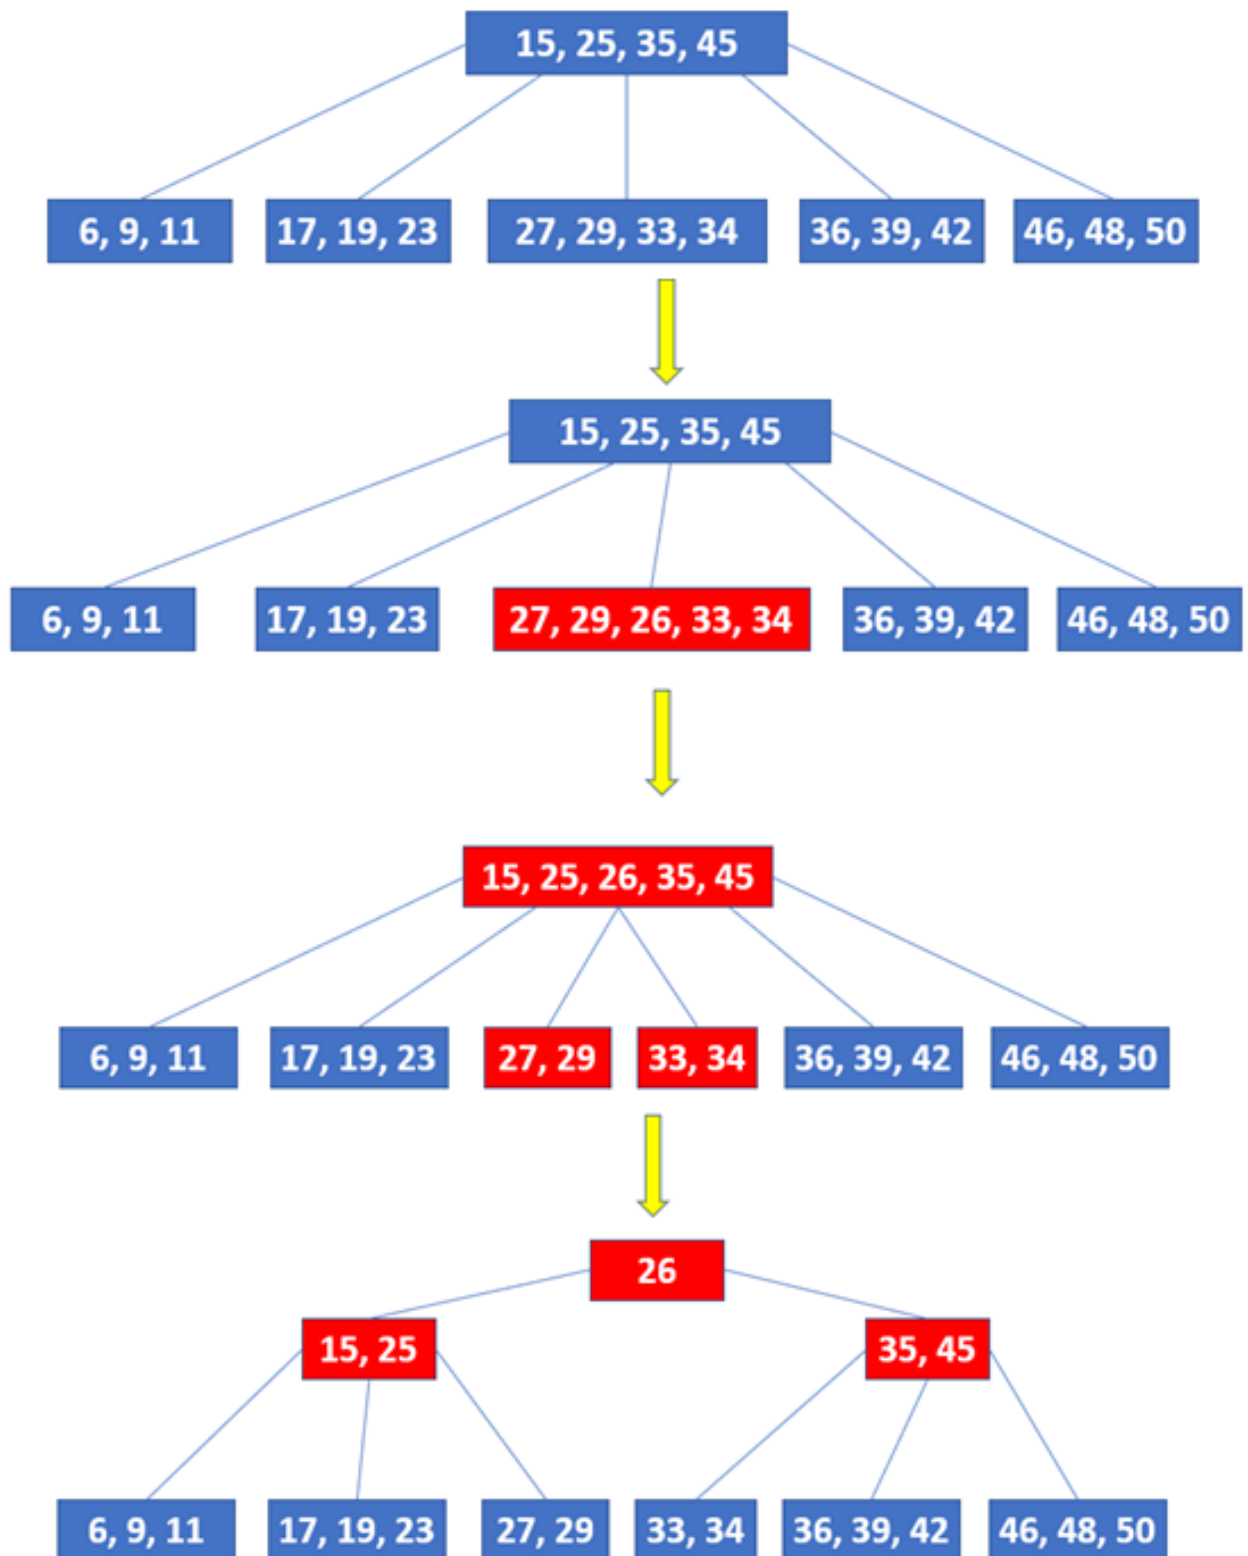 15, 25, 35, 45
6, 9, 11
17, 19, 23
27, 29, 33, 34
36, 39, 42
46, 48, 50
15, 25, 35, 45
6, 9, 11
17, 19, 23
27, 29, 26, 33, 34
36, 39, 42
46, 48, 50
15, 25, 26, 35, 45
6, 9, 11
17, 19, 23
27, 29
33, 34
36, 39, 42
46, 48, 50
26
15, 25
35, 45
6, 9, 11
17, 19, 23
27, 29
33, 34
36, 39, 42
46, 48, 50